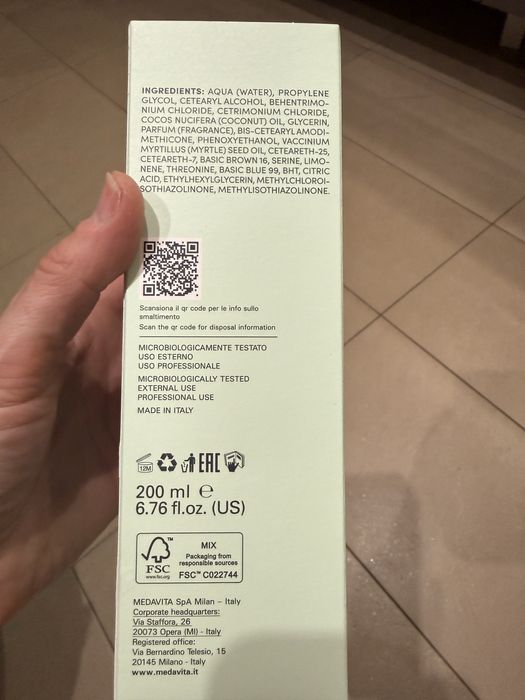 INGREDIENTS: AQUA (WATER), PROPYLENE
GLYCOL, CETEARYL ALCOHOL, BEHENTRIMO-
NIUM CHLORIDE, CETRIMONIUM CHLORIDE,
COCOS NUCIFERA (COCONUT) OIL, GLYCERIN,
PARFUM (FRAGRANCE), BIS-CETEARYL AMODI-
METHICONE, PHENOXYETHANOL, VACCINIUM
MYRTILLUS (MYRTLE) SEED OIL, CETEARETH-25,
CETEARETH-7, BASIC BROWN 16, SERINE, LIMO-
NENE, THREONINE, BASIC BLUE 99, BHT, CITRIC
ACID, ETHYLHEXYLGLYCERIN, METHYLCHLOROI-
SOTHIAZOLINONE, METHYLISOTHIAZOLINONE.
Scansiona il qr code per le info sullo
smaltimento
Scan the qr code for disposal information
MICROBIOLOGICAMENTE TESTATO
USO ESTERNO
USO PROFESSIONALE
MICROBIOLOGICALLY TESTED
EXTERNAL USE
PROFESSIONAL USE
MADE IN ITALY
12M EAC
200 ml ℮
6.76 fl.oz. (US)
FSC™
www.fsc.org
MIX
Packaging from
responsible sources
FSC™ C022744
MEDAVITA SpA Milan – Italy
Corporate headquarters:
Via Staffora, 26
20073 Opera (MI) - Italy
Registered office:
Via Bernardino Telesio, 15
20145 Milano - Italy
www.medavita.it